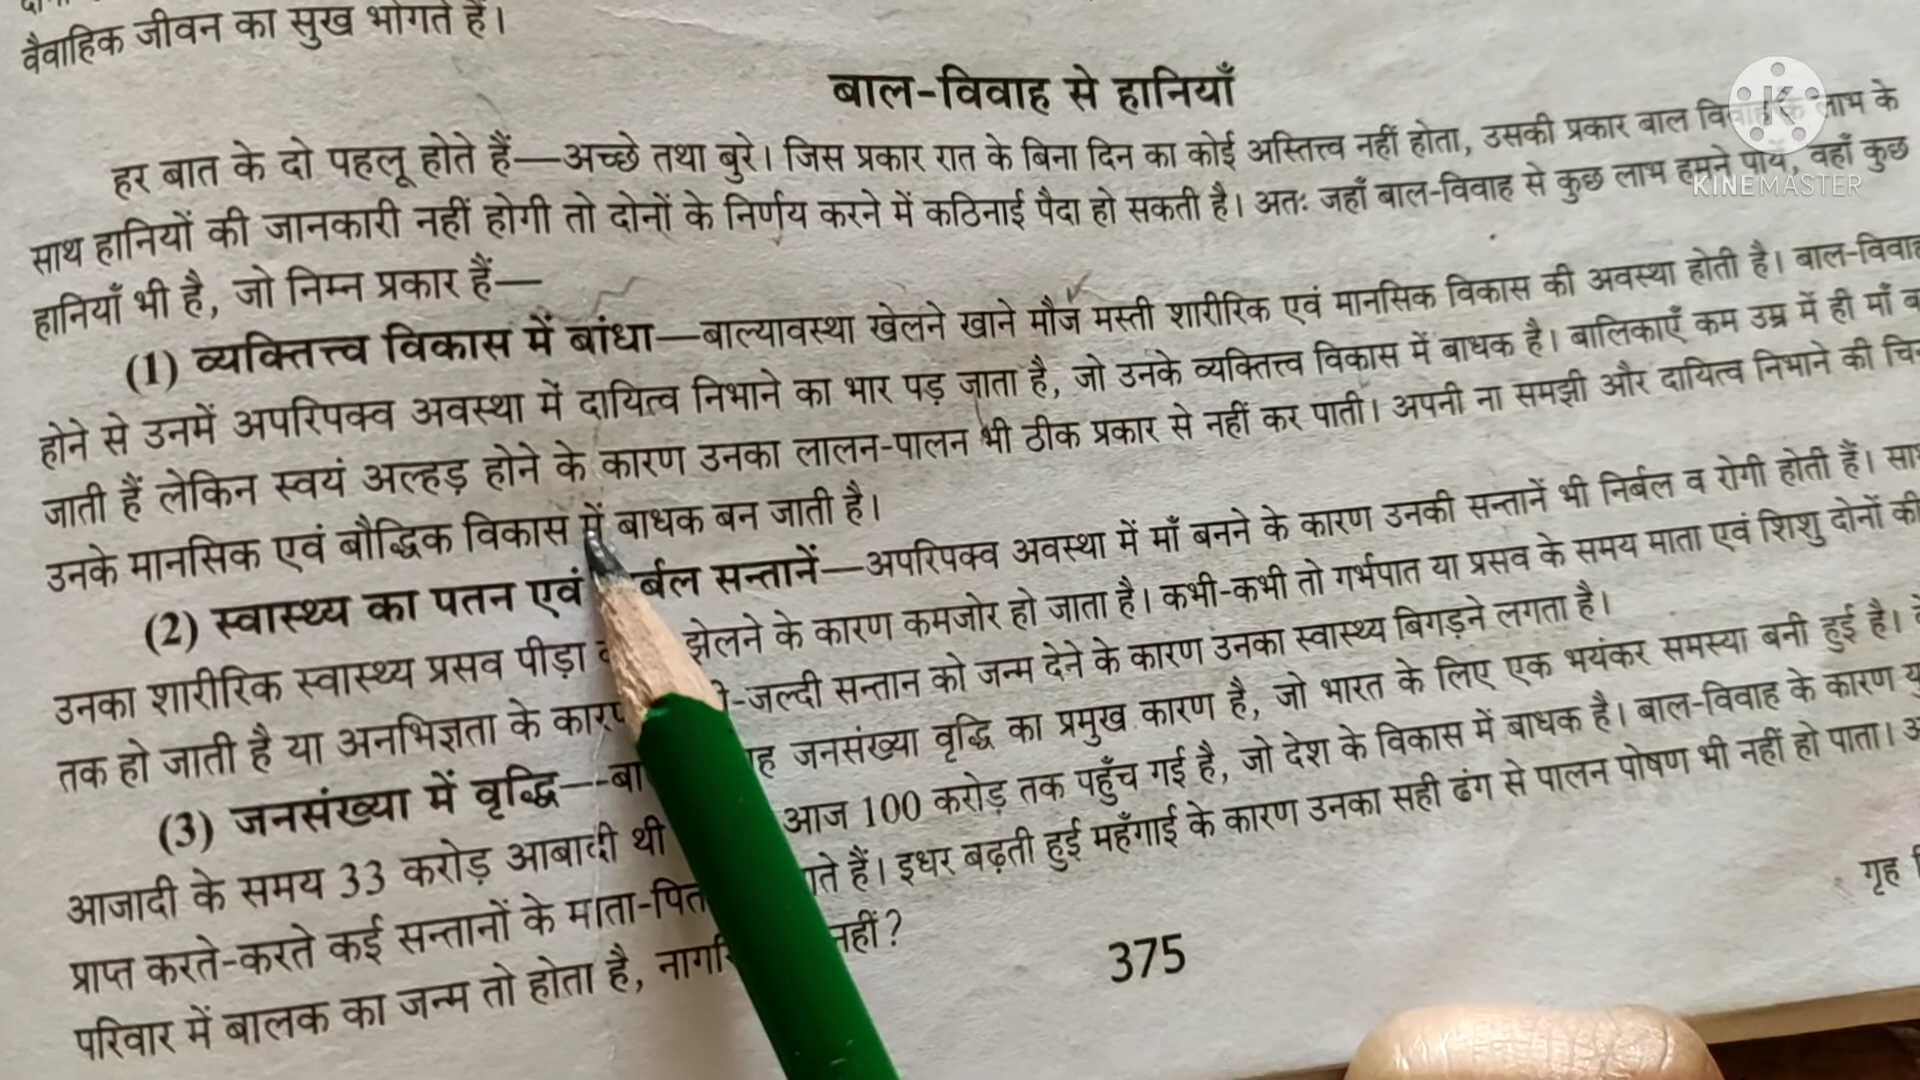 वैवाहिक जीवन का सुख भोगते हैं।
बाल-विवाह से हानियाँ
हर बात के दो पहलू होते हैं—अच्छे तथा बुरे। जिस प्रकार रात के बिना दिन का कोई अस्तित्त्व नहीं होता, उसकी प्रकार बाल लाभ के
साथ हानियों की जानकारी नहीं होगी तो दोनों के निर्णय करने में कठिनाई पैदा हो सकती है। अतः जहाँ बाल-विवाह से कुछ लाभ हमने पाये, वहाँ कुछ
हानियाँ भी है, जो निम्न प्रकार हैं—
(1) व्यक्तित्त्व विकास में बांधा—बाल्यावस्था खेलने खाने मौज मस्ती शारीरिक एवं मानसिक विकास की अवस्था होती है। बाल-विवाह
होने से उनमें अपरिपक्व अवस्था में दायित्व निभाने का भार पड़ जाता है, जो उनके व्यक्तित्त्व विकास में बाधक है। बालिकाएँ कम उम्र में ही माँ
जाती हैं लेकिन स्वयं अल्हड़ होने के कारण उनका लालन-पालन भी ठीक प्रकार से नहीं कर पाती। अपनी ना समझी और दायित्व निभाने की
उनके मानसिक एवं बौद्धिक विकास में बाधक बन जाती है।
(2) स्वास्थ्य का पतन एवं सन्तानें—अपरिपक्व अवस्था में माँ बनने के कारण उनकी सन्तानें भी निर्बल व रोगी होती हैं।
उनका शारीरिक स्वास्थ्य प्रसव पीड़ा झेलने के कारण कमजोर हो जाता है। कभी-कभी तो गर्भपात या प्रसव के समय माता एवं शिशु दोनों की
तक हो जाती है या अनभिज्ञता के -जल्दी सन्तान को जन्म देने के कारण उनका स्वास्थ्य बिगड़ने लगता है।
(3) जनसंख्या में वृद्धि— जनसंख्या वृद्धि का प्रमुख कारण है, जो भारत के लिए एक भयंकर समस्या बनी हुई है।
आजादी के समय 33 करोड़ आबादी थी आज 100 करोड़ तक पहुँच गई है, जो देश के विकास में बाधक है। बाल-विवाह के कारण
प्राप्त करते-करते कई सन्तानों के हैं। इधर बढ़ती हुई महँगाई के कारण उनका सही ढंग से पालन पोषण भी नहीं हो पाता।
परिवार में बालक का जन्म तो होता है, नहीं?
गृह
375
KINEMASTER